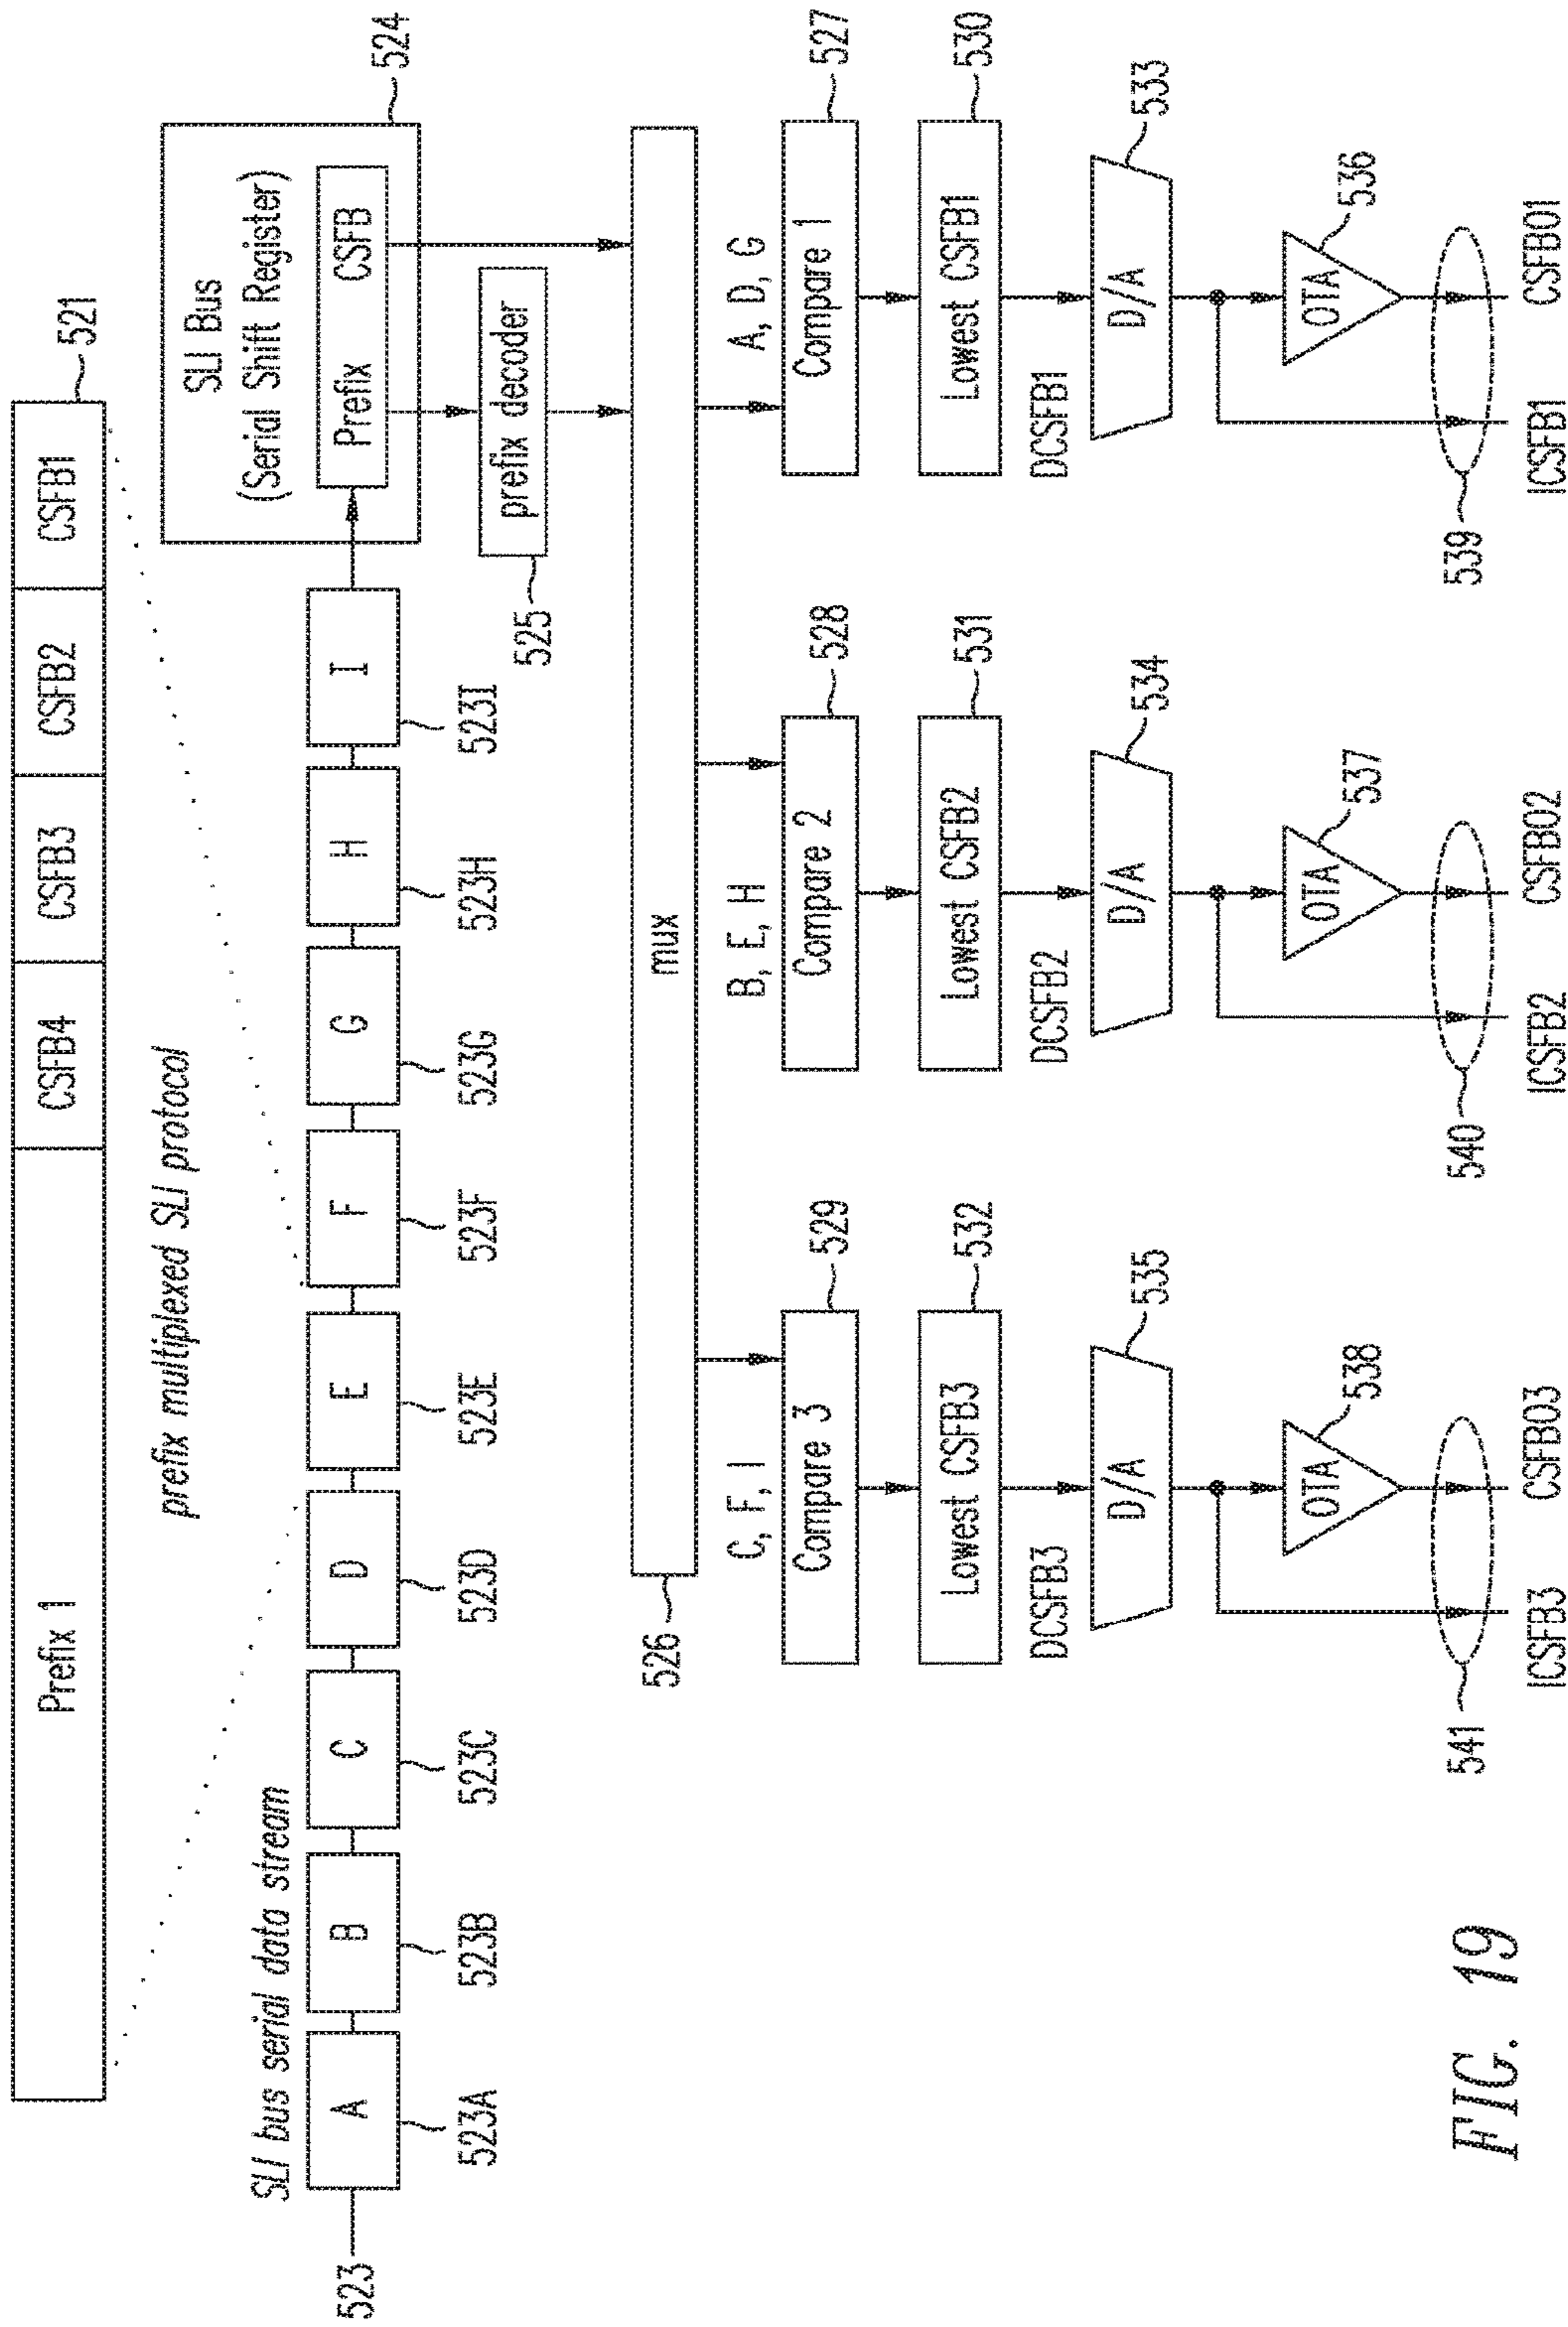 Prefix 1 CSFB4 CSFB3 CSFB2 CSFB1
521
prefix multiplexed SLI protocol
SLI Bus
(Serial Shift Register)
Prefix CSFB
524
SLI bus serial data stream
523
A B C D E F G H I
523A 523B 523C 523D 523E 523F 523G 523H 523I
prefix decoder
525
mux
526
C, F, I B, E, H A, D, G
Compare 3 529 Compare 2 528 Compare 1 527
Lowest CSFB3 532 Lowest CSFB2 531 Lowest CSFB1 530
DCSFB3 DCSFB2 DCSFB1
D/A 535 D/A 534 D/A 533
OTA 538 OTA 537 OTA 536
541 540 539
ICSFB3 CSFBO3 ICSFB2 CSFBO2 ICSFB1 CSFBO1
FIG. 19